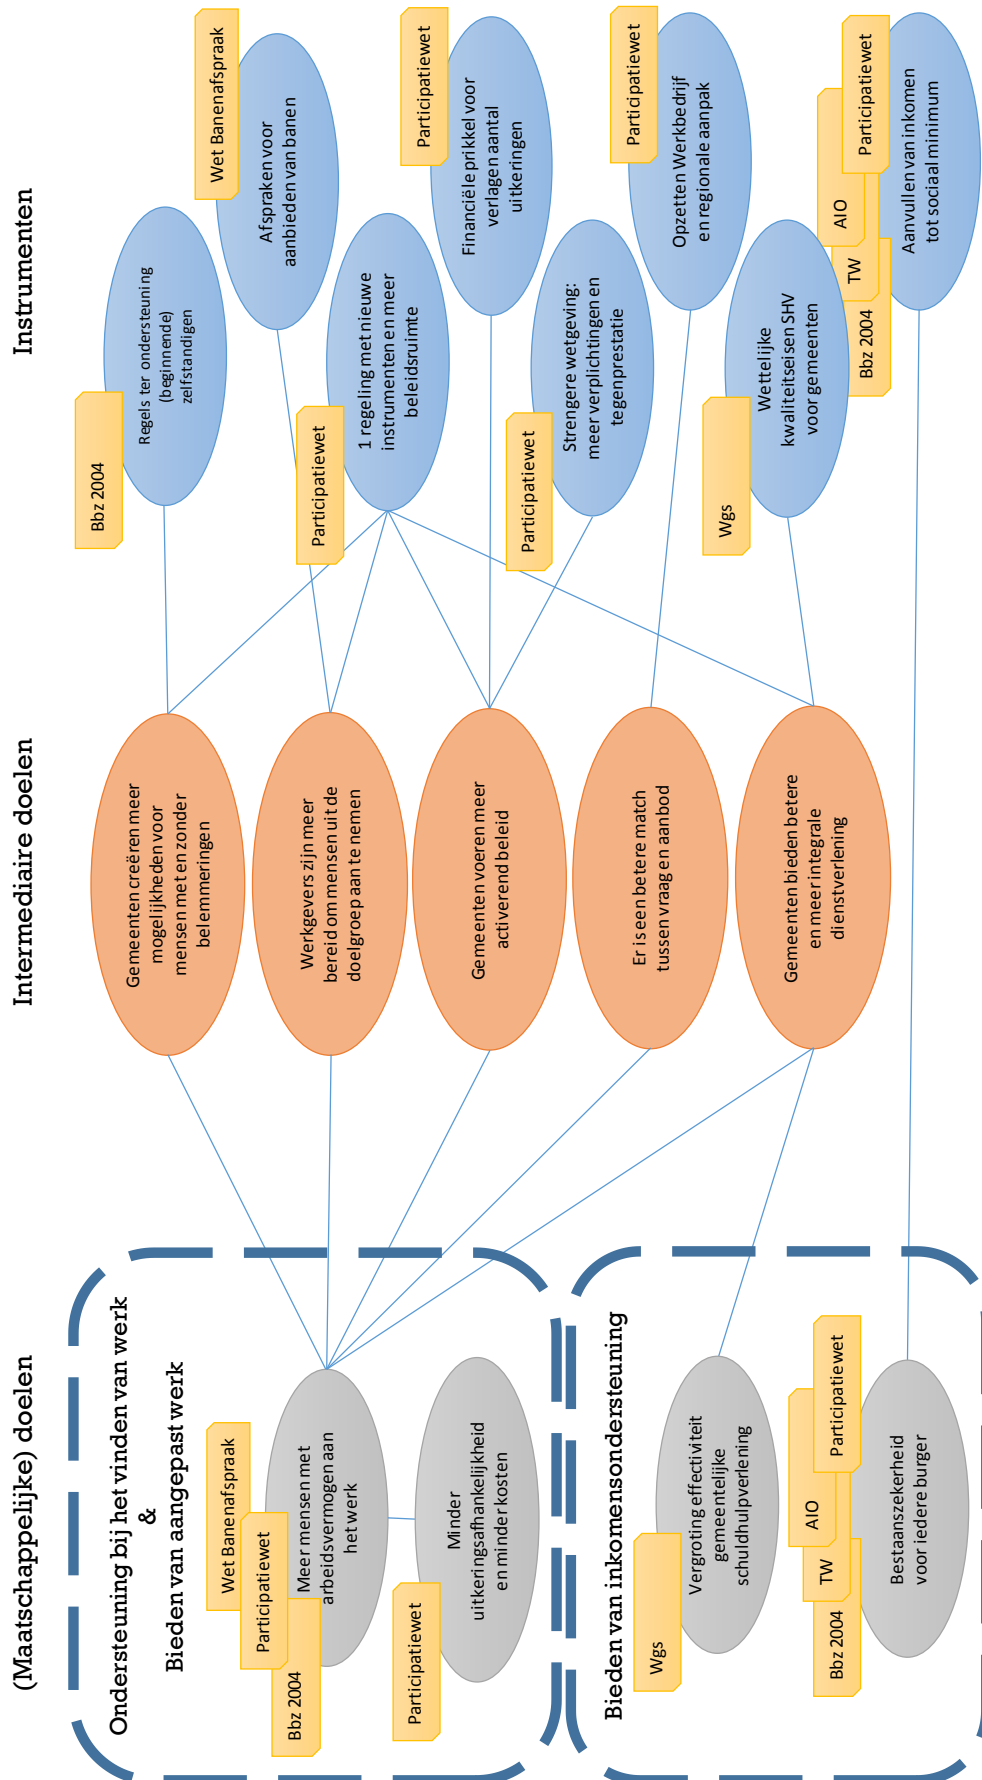 (Maatschappelijke) doelen
Intermediaire doelen
Instrumenten
Ondersteuning bij het vinden van werk
&
Bieden van aangepast werk
Wet Banenafspraak
Participatiewet
Bbz 2004
Meer mensen met
arbeidsvermogen aan
het werk
Participatiewet
Minder
uitkeringsafhankelijkheid
en minder kosten
Bieden van inkomensondersteuning
Wgs
Vergroting effectiviteit
gemeentelijke
schuldhulpverlening
Bbz 2004
TW
AIO
Participatiewet
Bestaanszekerheid
voor iedere burger
Gemeenten creëren meer
mogelijkheden voor
mensen met en zonder
belemmeringen
Werkgevers zijn meer
bereid om mensen uit de
doelgroep aan te nemen
Gemeenten voeren meer
activerend beleid
Er is een betere match
tussen vraag en aanbod
Gemeenten bieden betere
en meer integrale
dienstverlening
Bbz 2004
Regels ter ondersteuning
(beginnende)
zelfstandigen
Wet Banenafspraak
Afspraken voor
aanbieden van banen
Participatiewet
1 regeling met nieuwe
instrumenten en meer
beleidsruimte
Participatiewet
Financiële prikkel voor
verlagen aantal
uitkeringen
Participatiewet
Strengere wetgeving:
meer verplichtingen en
tegenprestatie
Participatiewet
Opzetten Werkbedrijf
en regionale aanpak
Wgs
Wettelijke
kwaliteitseisen SHV
voor gemeenten
Bbz 2004
TW
AIO
Participatiewet
Aanvullen van inkomen
tot sociaal minimum